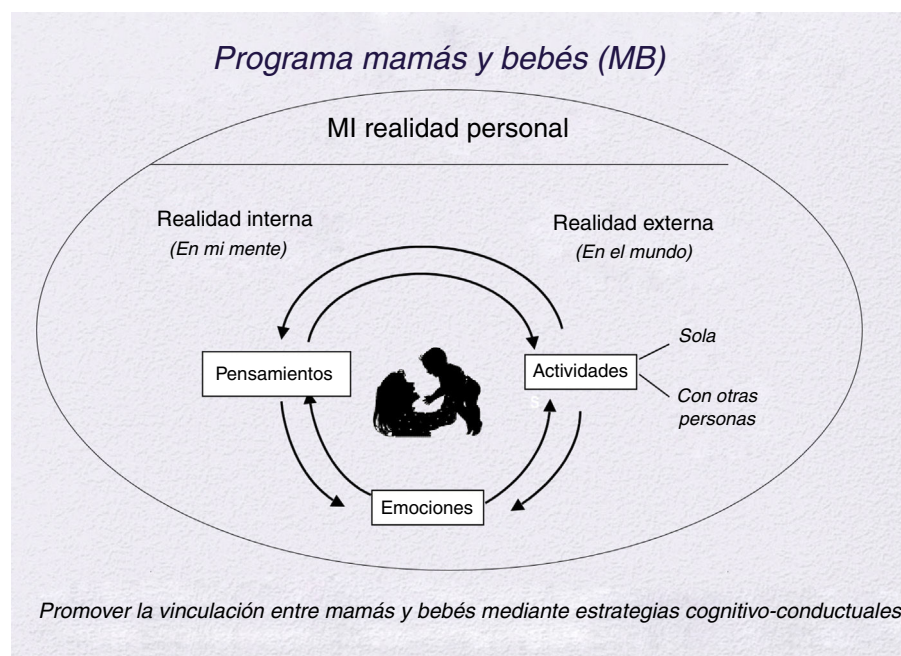 Programa mamás y bebés (MB)
MI realidad personal
Realidad interna
(En mi mente)
Realidad externa
(En el mundo)
Pensamientos
Actividades
s
Sola
Con otras
personas
Emociones
Promover la vinculación entre mamás y bebés mediante estrategias cognitivo-conductuales